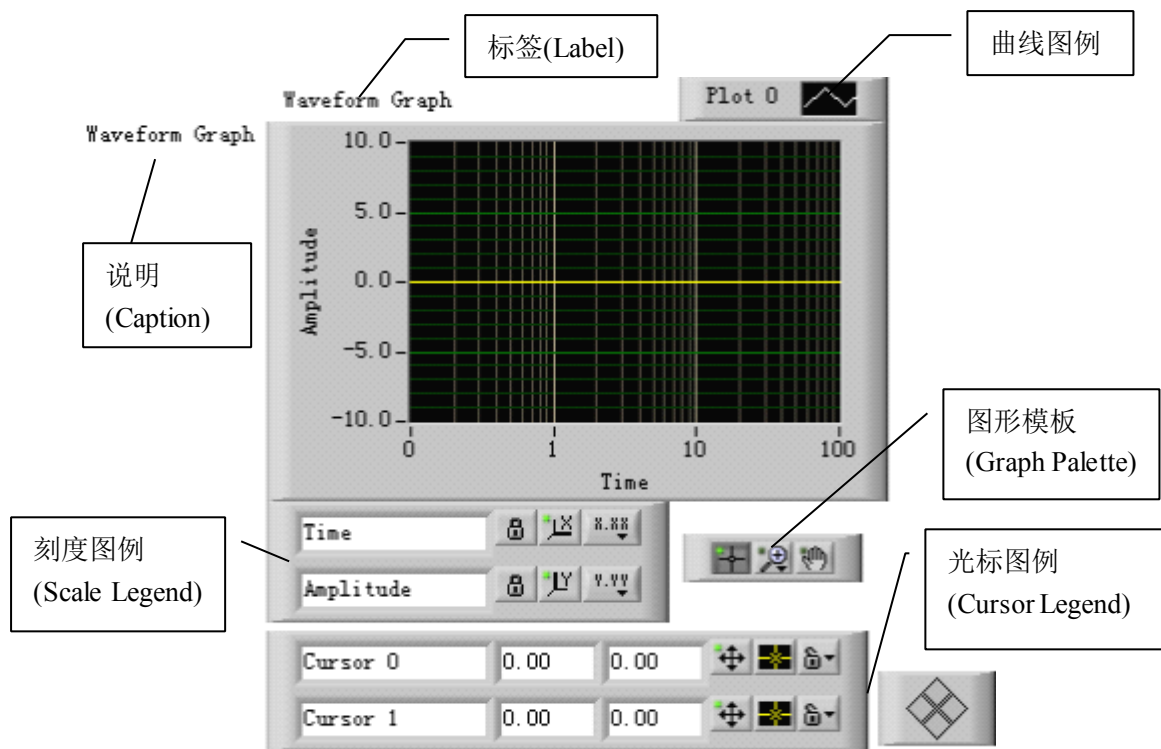 标签(Label)
曲线图例
Waveform Graph
Plot 0
Waveform Graph
说明
(Caption)
10.0
5.0
0.0
-5.0
-10.0
Amplitude
0 1 10 100
Time
图形模板
(Graph Palette)
刻度图例
(Scale Legend)
Time
X.XX
Amplitude
Y.YY
光标图例
(Cursor Legend)
Cursor 0 0.00 0.00
Cursor 1 0.00 0.00